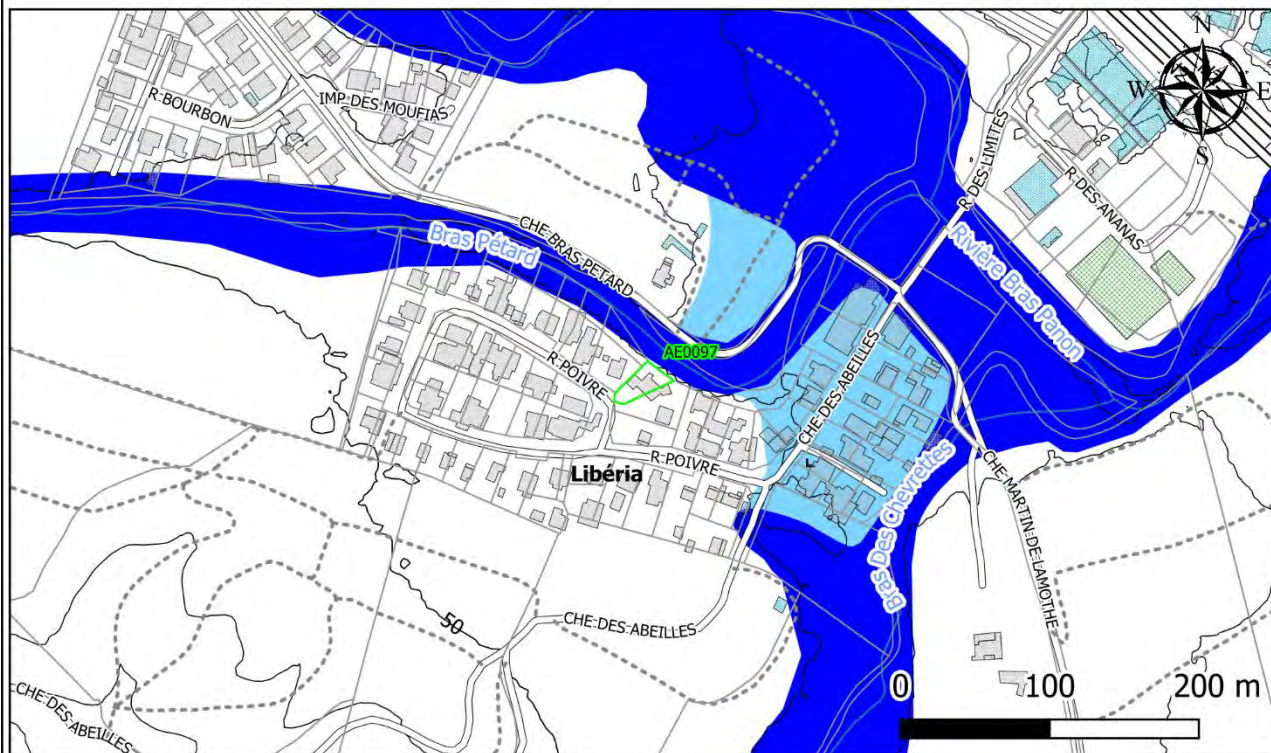 N
W
E
S
R. BOURBON
IMP DES MOUFIAS
R-DES-LIMITES
R-DES-ANANAS
CHE-BRAS-PETARD
Bras Pétard
Rivière Bras Panon
AE0097
R-POIVRE
CHE-DES-ABEILLES
R-POIVRE
Libéria
Bras Des Chevrettes
CHE-MARTIN-DE-LAMOTHE
50
CHE-DES-ABEILLES
CHE-DES-ABEILLES
0 100 200 m